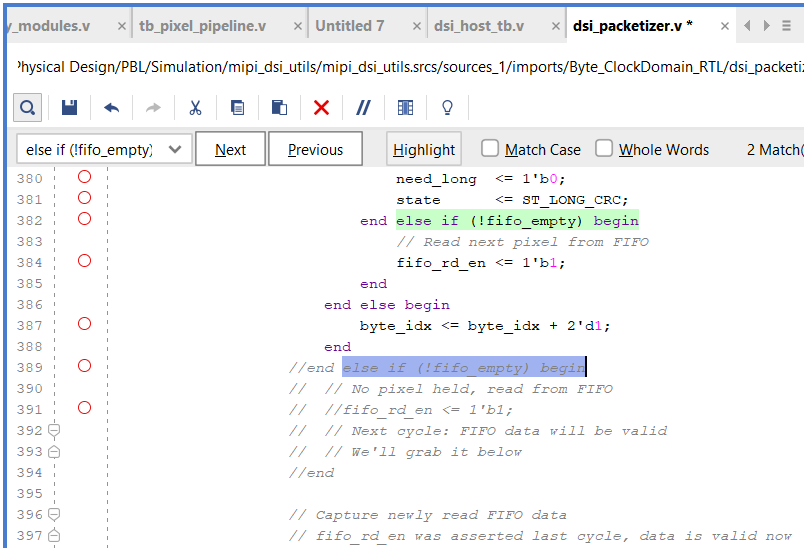 y_modules.v × tb_pixel_pipeline.v × Untitled 7 × dsi_host_tb.v × dsi_packetizer.v * ×
Physical Design/PBL/Simulation/mipi_dsi_utils/mipi_dsi_utils.srcs/sources_1/imports/Byte_ClockDomain_RTL/dsi_packetiz
else if (!fifo_empty) Next Previous Highlight Match Case Whole Words 2 Match(
380 need_long <= 1'b0;
381 state <= ST_LONG_CRC;
382 end else if (!fifo_empty) begin
383 // Read next pixel from FIFO
384 fifo_rd_en <= 1'b1;
385 end
386 end else begin
387 byte_idx <= byte_idx + 2'd1;
388 end
389 //end else if (!fifo_empty) begin
390 // // No pixel held, read from FIFO
391 // //fifo_rd_en <= 1'b1;
392 // // Next cycle: FIFO data will be valid
393 // // We'll grab it below
394 //end
395
396 // Capture newly read FIFO data
397 // fifo_rd_en was asserted last cycle, data is valid now